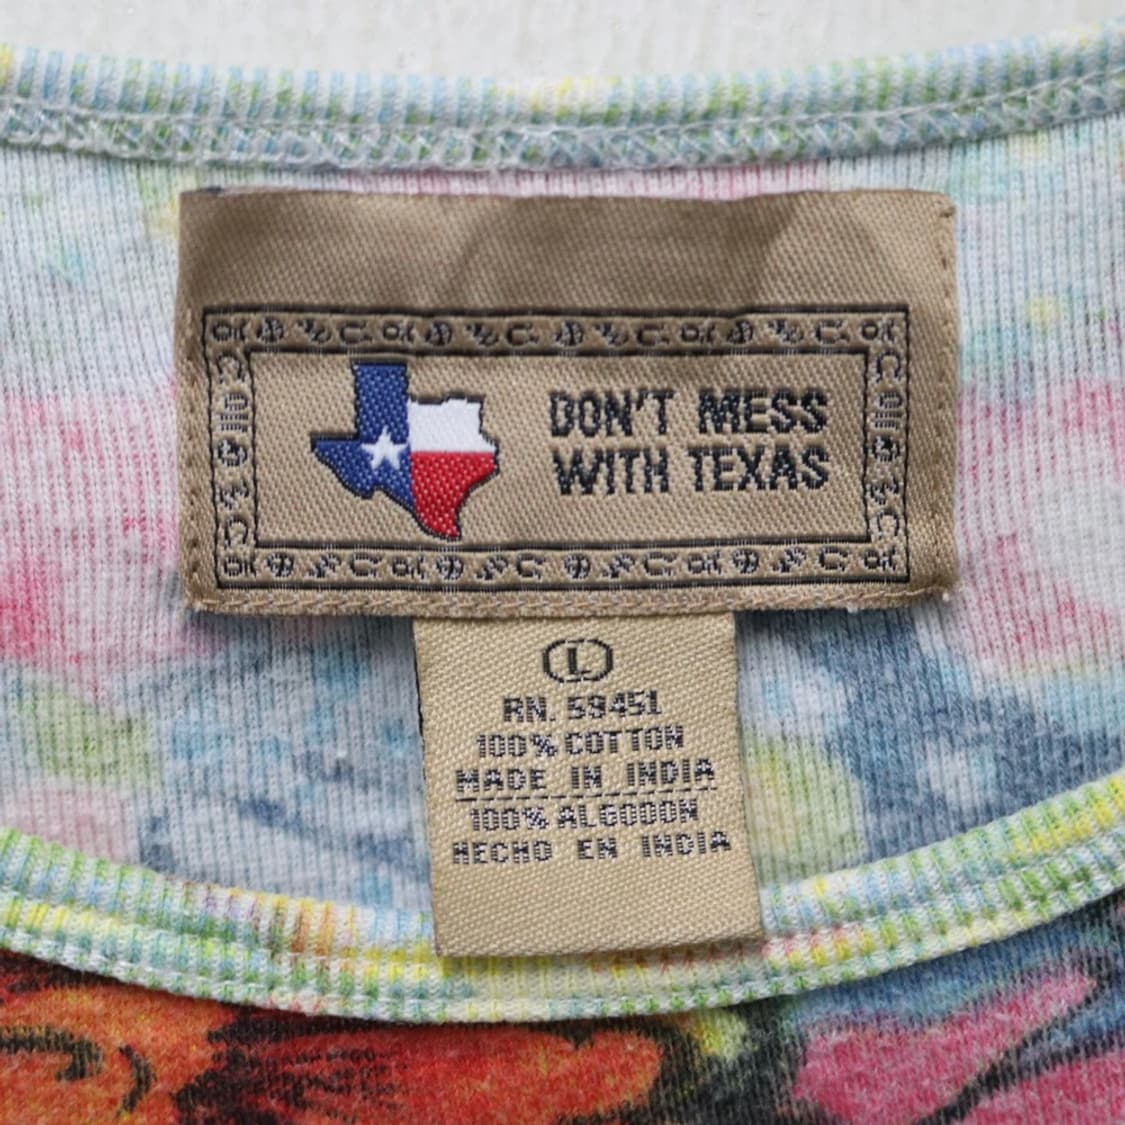 DON'T MESS
WITH TEXAS
L
RN. 59451
100% COTTON
MADE IN INDIA
100% ALGODON
HECHO EN INDIA